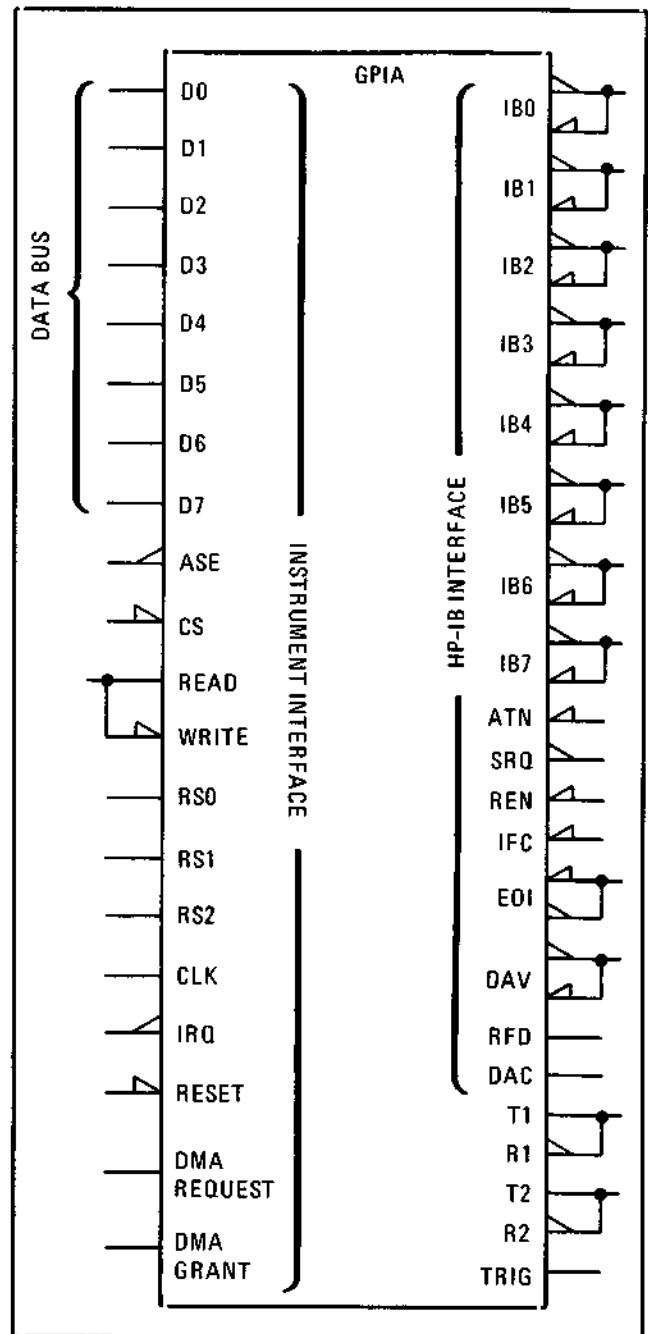 GPIA
DATA BUS
D0
D1
D2
D3
D4
D5
D6
D7
ASE
CS
READ
WRITE
RS0
RS1
RS2
CLK
IRQ
RESET
DMA
REQUEST
DMA
GRANT
INSTRUMENT INTERFACE
HP-IB INTERFACE
IB0
IB1
IB2
IB3
IB4
IB5
IB6
IB7
ATN
SRQ
REN
IFC
EOI
DAV
RFD
DAC
T1
R1
T2
R2
TRIG